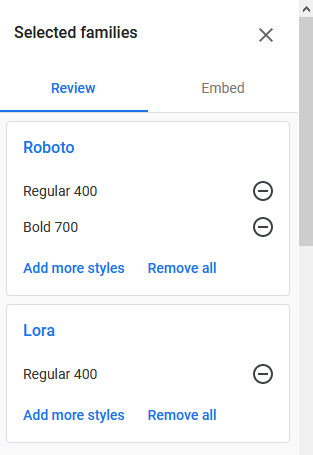 Selected families
Review Embed
Roboto
Regular 400
Bold 700
Add more styles Remove all
Lora
Regular 400
Add more styles Remove all